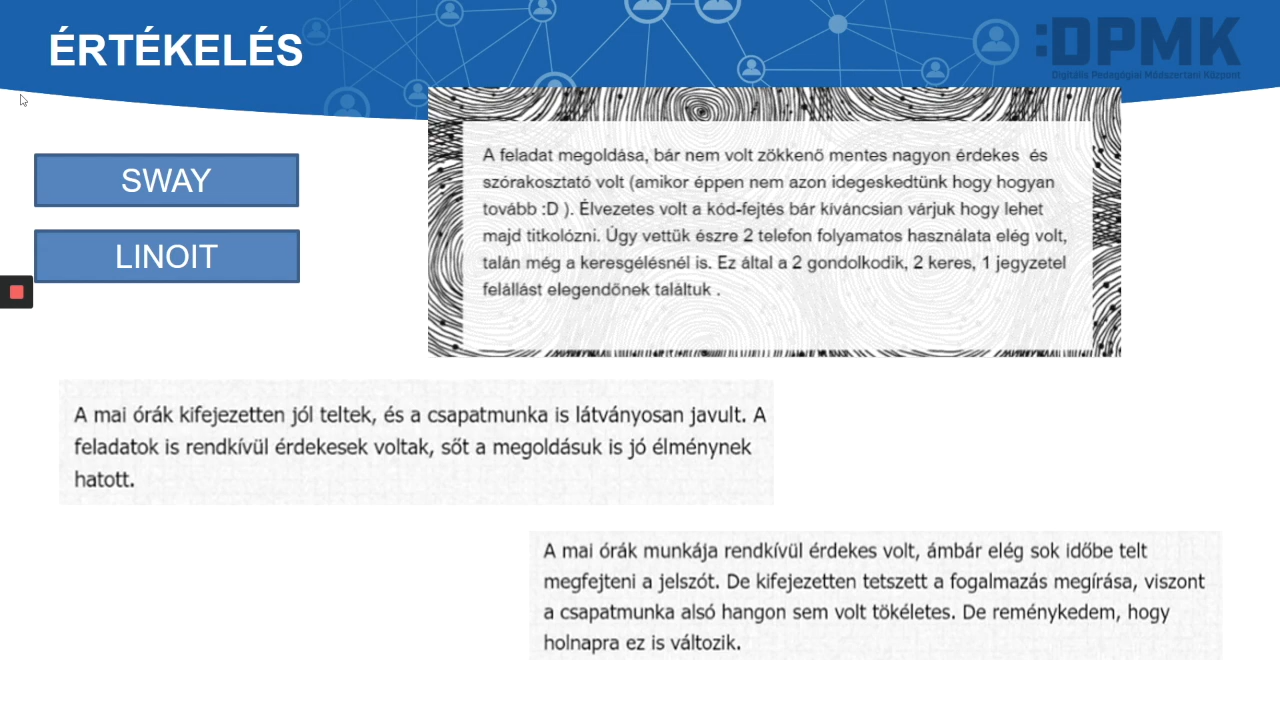 ÉRTÉKELÉS
:DPMK
Digitális Pedagógiai Módszertani Központ
SWAY
LINOIT
A feladat megoldása, bár nem volt zökkenő mentes nagyon érdekes és
szórakosztató volt (amikor éppen nem azon idegeskedtünk hogy hogyan
tovább :D ). Élvezetes volt a kód-fejtés bár kíváncsian várjuk hogy lehet
majd titkolózni. Úgy vettük észre 2 telefon folyamatos használata elég volt,
talán még a keresgélésnél is. Ez által a 2 gondolkodik, 2 keres, 1 jegyzetel
felállást elegendőnek találtuk .
A mai órák kifejezetten jól teltek, és a csapatmunka is látványosan javult. A
feladatok is rendkívül érdekesek voltak, sőt a megoldásuk is jó élménynek
hatott.
A mai órák munkája rendkívül érdekes volt, ámbár elég sok időbe telt
megfejteni a jelszót. De kifejezetten tetszett a fogalmazás megírása, viszont
a csapatmunka alsó hangon sem volt tökéletes. De reménykedem, hogy
holnapra ez is változik.